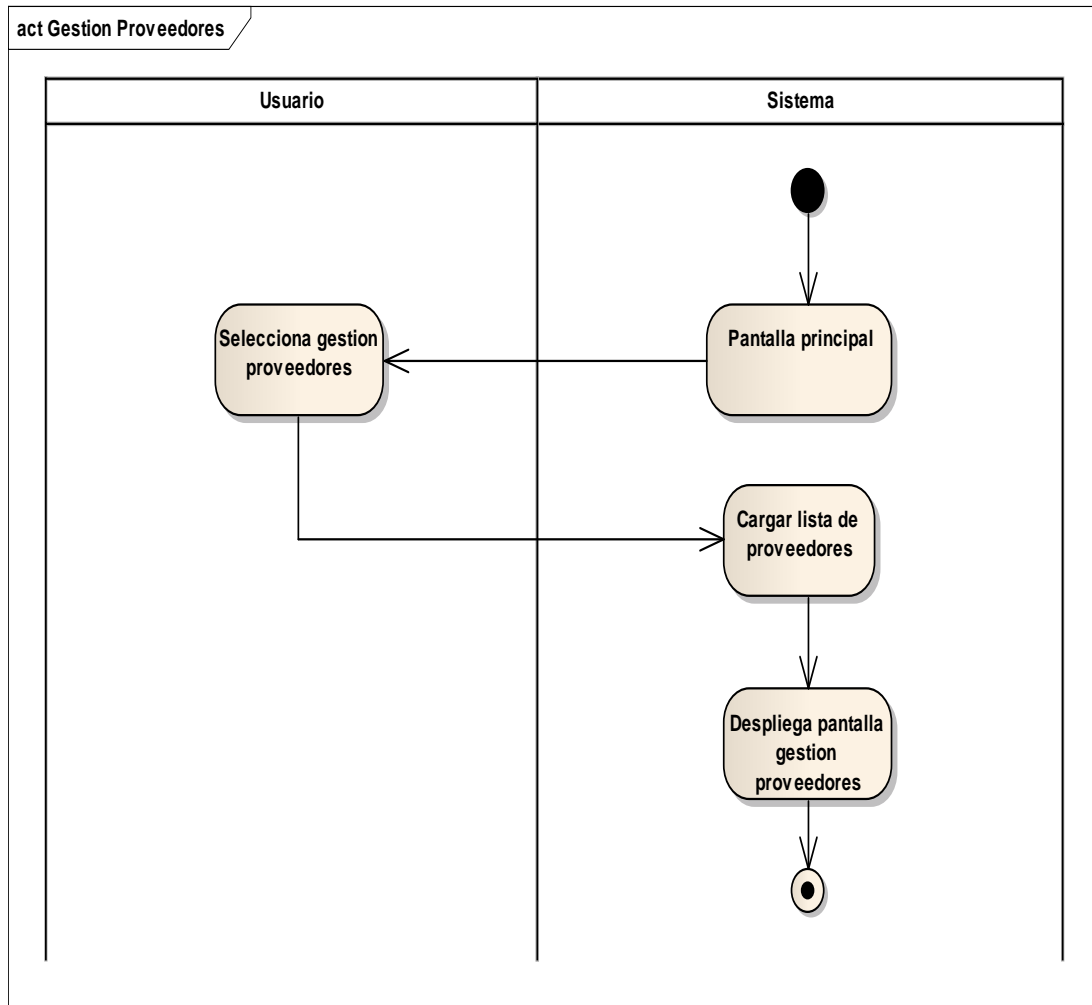 act Gestion Proveedores
Usuario
Sistema
Selecciona gestion
proveedores
Pantalla principal
Cargar lista de
proveedores
Despliega pantalla
gestion
proveedores